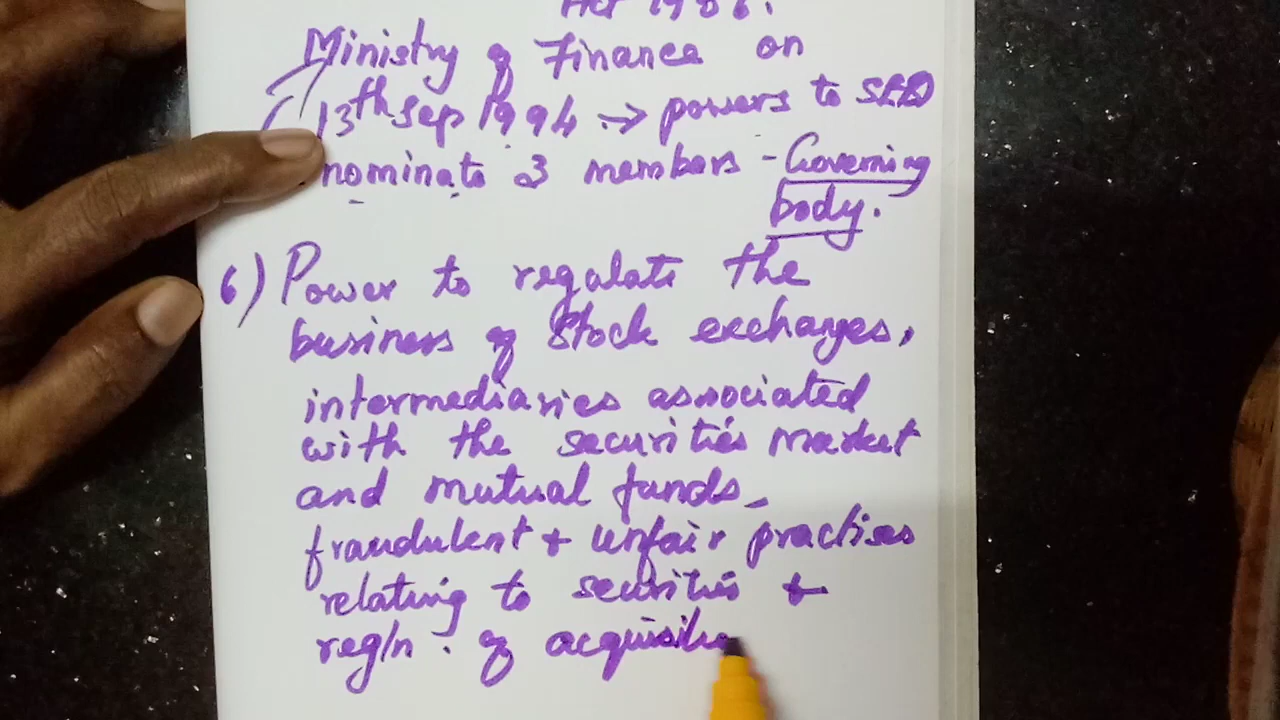 Act 1956.
Ministry of Finance on
13th Sep 1994 → powers to
nominate 3 members - Governing
body.
6) Power to regulate the
business of Stock exchanges,
intermediaries associated
with the securities market
and mutual funds,
fraudulent + unfair practises
relating to securities +
regln. of